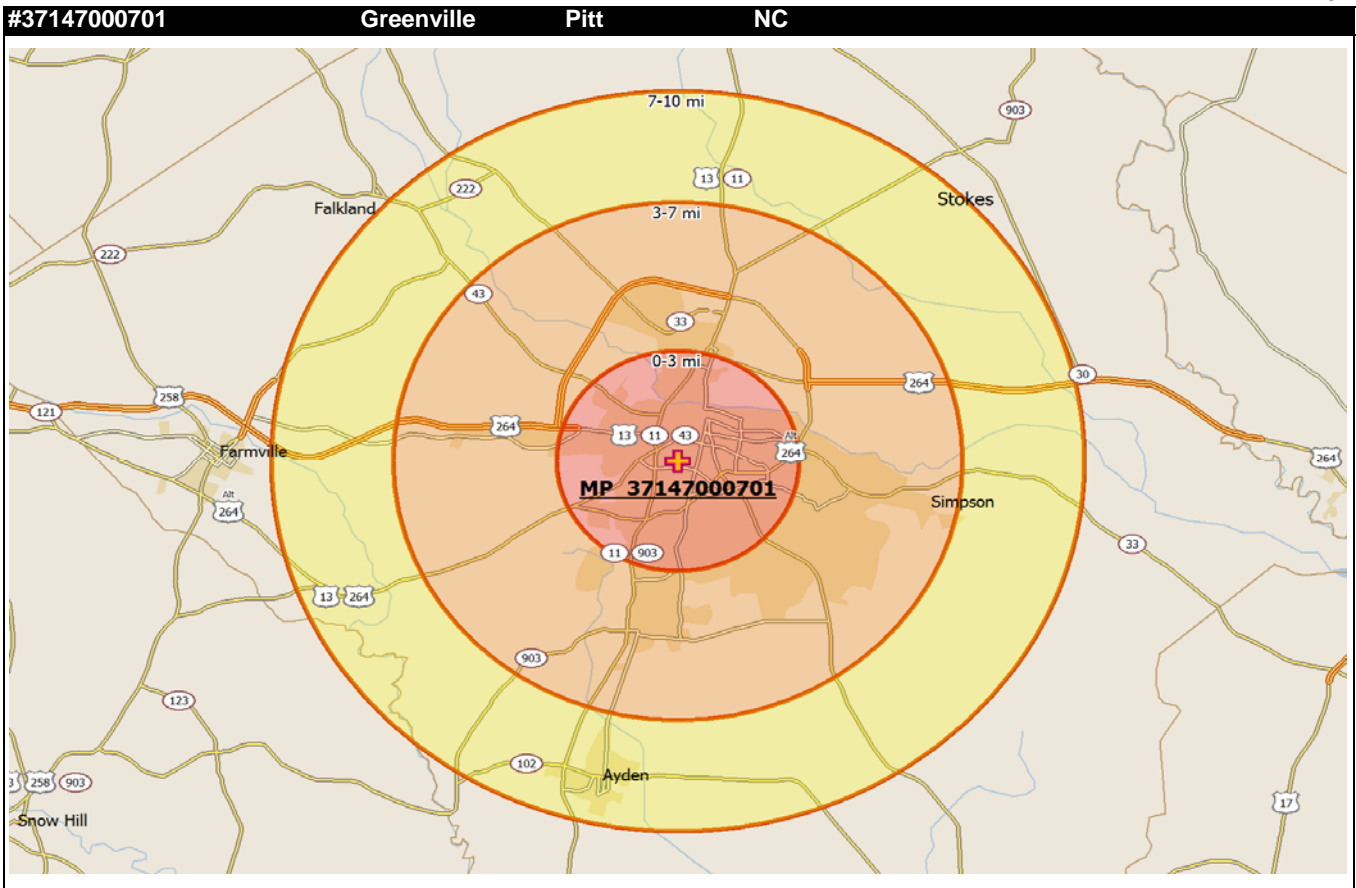 #37147000701 Greenville Pitt NC
7-10 mi
903
13 11
222
Stokes
Falkland
3-7 mi
222
43
33
0-3 mi
30
264
258
121
264
13 11 43
Alt
264
Farmville
264
MP 37147000701
Alt
264
Simpson
33
11 903
13 264
903
123
102
Ayden
258 903
17
Snow Hill